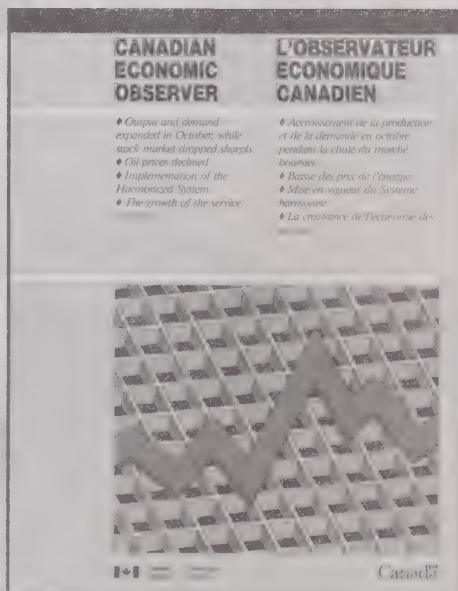 CANADIAN
ECONOMIC
OBSERVER
♦ Output and demand
expanded in October, while
stock market dropped sharply
♦ Oil prices declined
♦ Implementation of the
Harmonized System
♦ The growth of the service
L'OBSERVATEUR
ÉCONOMIQUE
CANADIEN
♦ Accroissement de la production
et de la demande en octobre
pendant la chute du marché
boursier
♦ Baisse des prix de l'énergie
♦ Mise en vigueur du Système
harmonisé
♦ La croissance de l'économie des
Canada